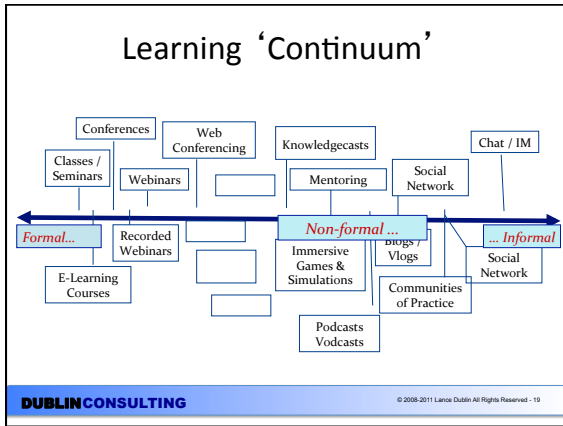 Learning ‘Continuum’
Conferences
Web
Conferencing
Knowledgecasts
Chat / IM
Classes /
Seminars
Webinars
Mentoring
Social
Network
Formal...
Non-formal ...
... Informal
Recorded
Webinars
Immersive
Games &
Simulations
Blogs /
Vlogs
Social
Network
E-Learning
Courses
Communities
of Practice
Podcasts
Vodcasts
DUBLINCONSULTING
© 2008-2011 Lance Dublin All Rights Reserved - 19